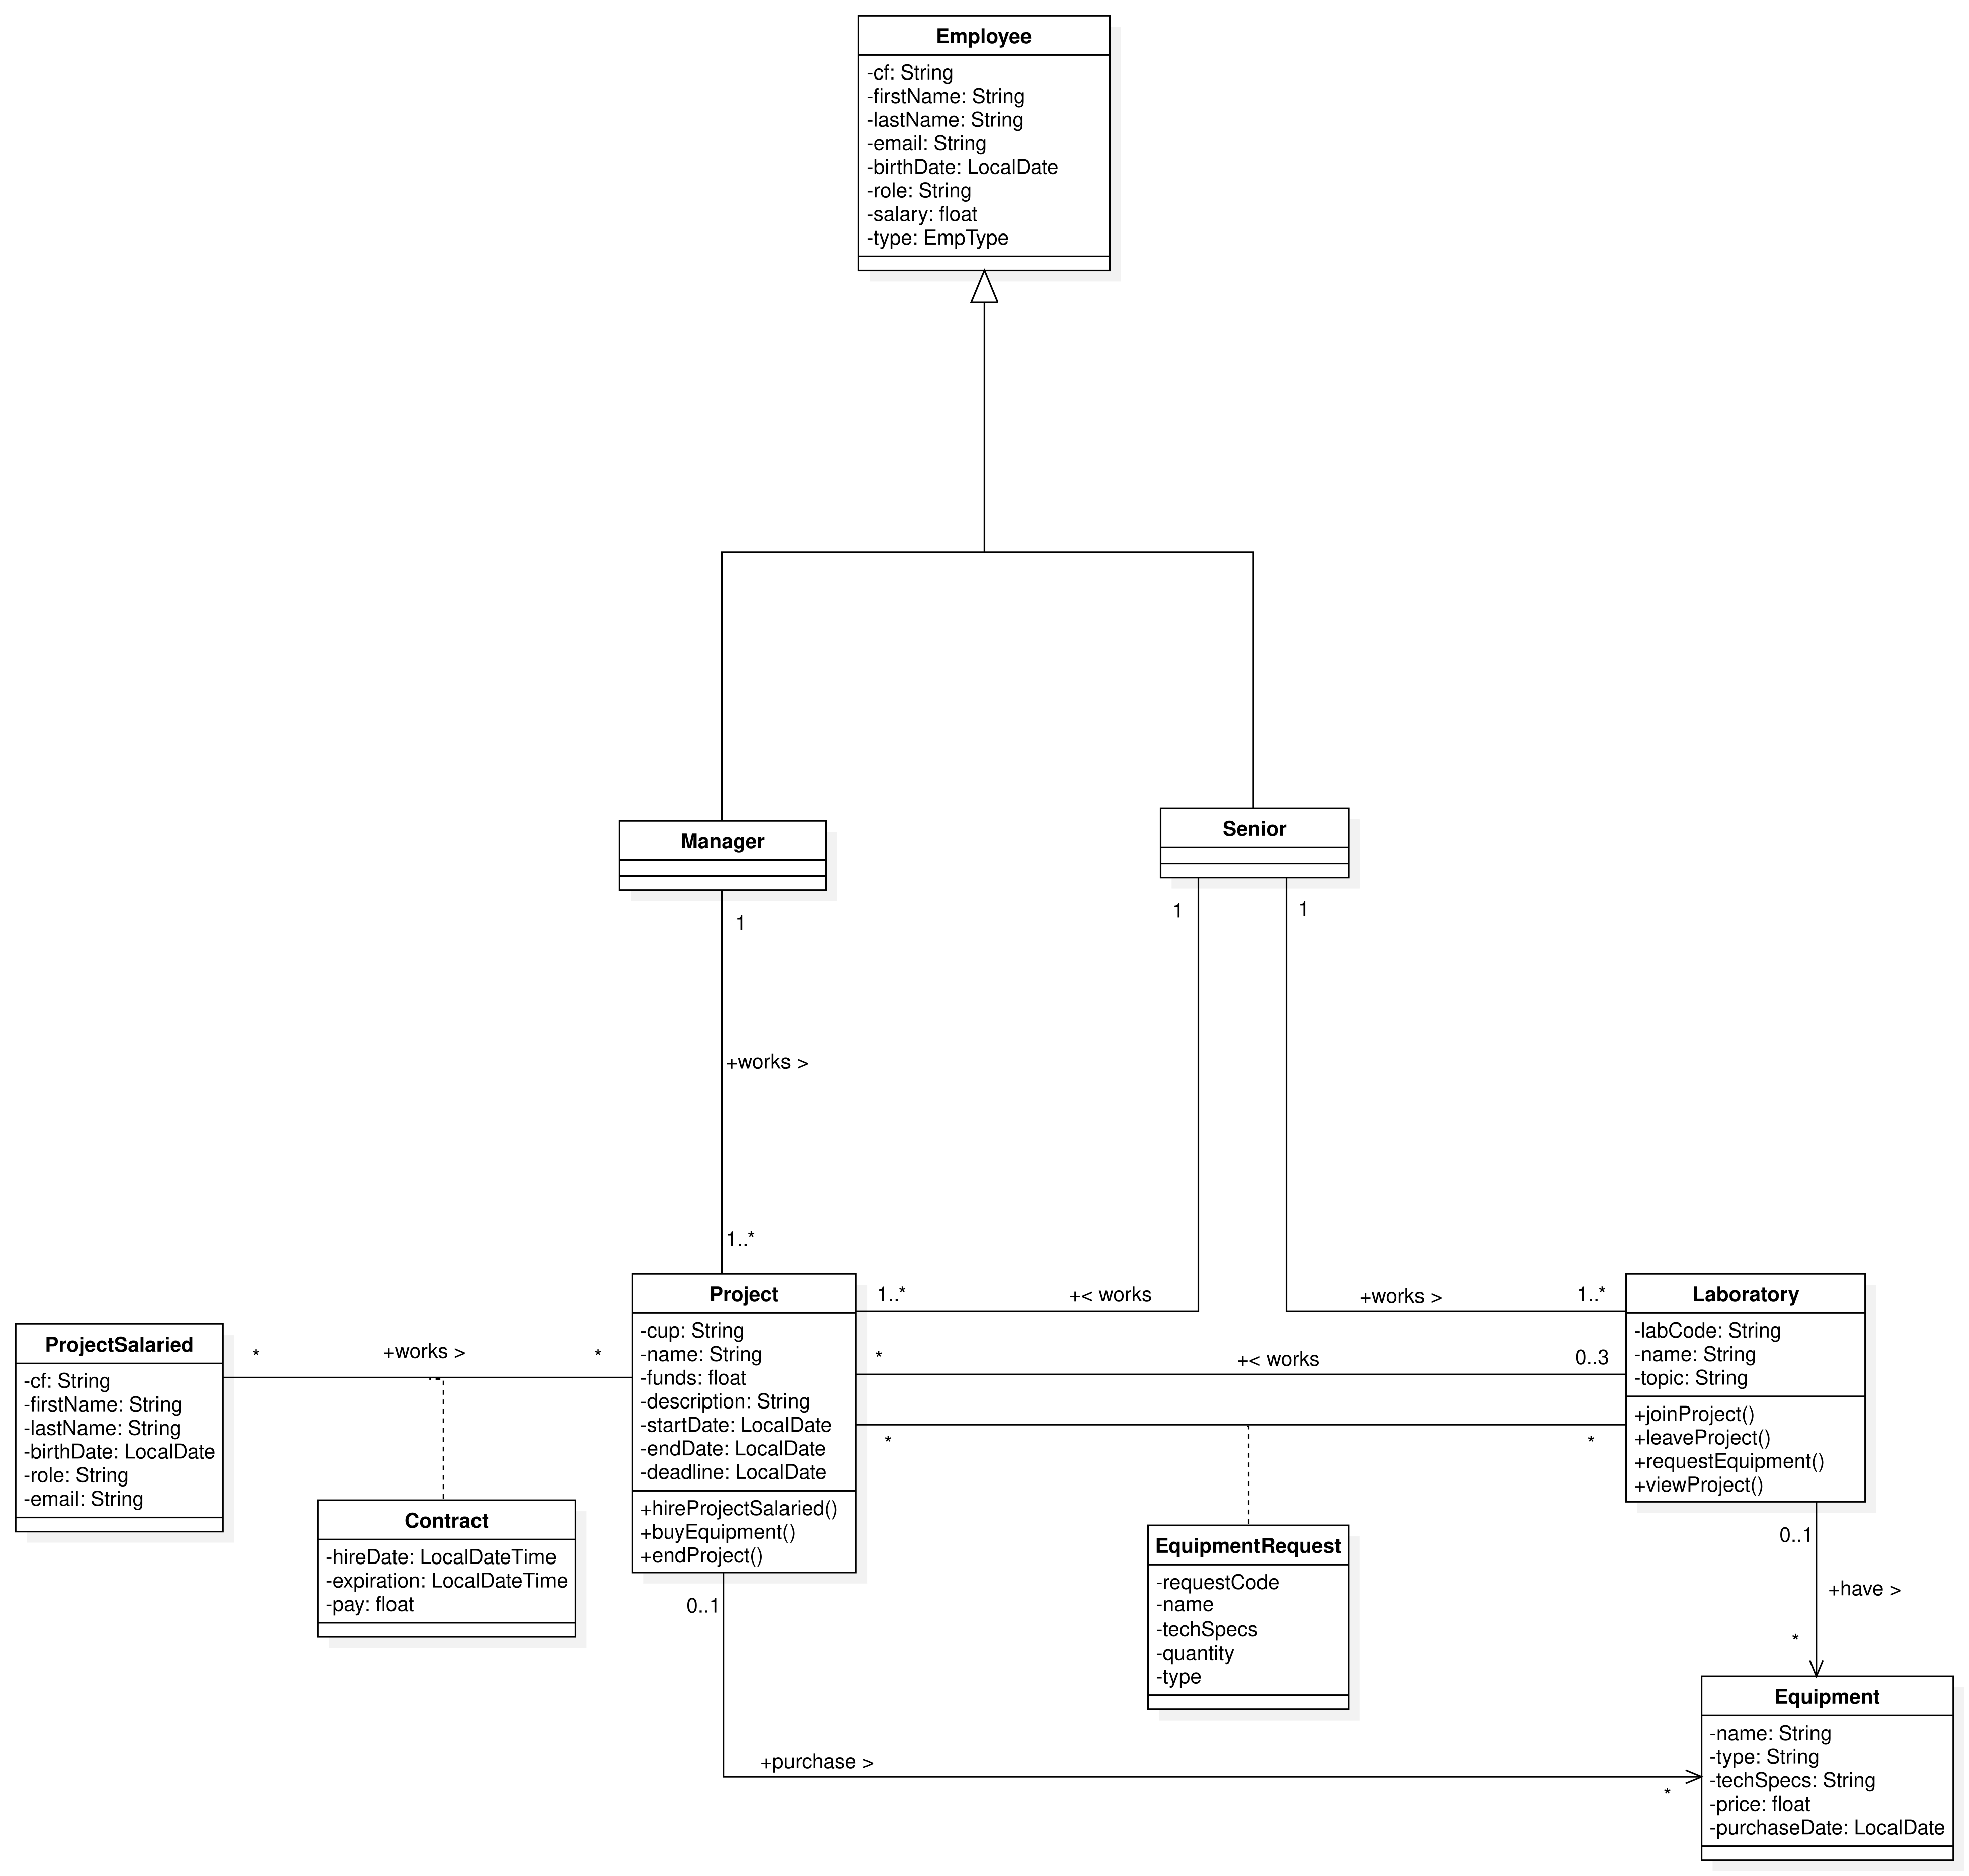 Employee
-cf: String
-firstName: String
-lastName: String
-email: String
-birthDate: LocalDate
-role: String
-salary: float
-type: EmpType
Manager
Senior
1
1
1
+works >
1..*
Project
-cup: String
-name: String
-funds: float
-description: String
-startDate: LocalDate
-endDate: LocalDate
-deadline: LocalDate
+hireProjectSalaried()
+buyEquipment()
+endProject()
1..*
+< works
+works >
1..*
Laboratory
-labCode: String
-name: String
-topic: String
+joinProject()
+leaveProject()
+requestEquipment()
+viewProject()
ProjectSalaried
-cf: String
-firstName: String
-lastName: String
-birthDate: LocalDate
-role: String
-email: String
*
+works >
*
*
+< works
0..3
*
*
Contract
-hireDate: LocalDateTime
-expiration: LocalDateTime
-pay: float
EquipmentRequest
-requestCode
-name
-techSpecs
-quantity
-type
0..1
+have >
*
0..1
+purchase >
*
Equipment
-name: String
-type: String
-techSpecs: String
-price: float
-purchaseDate: LocalDate